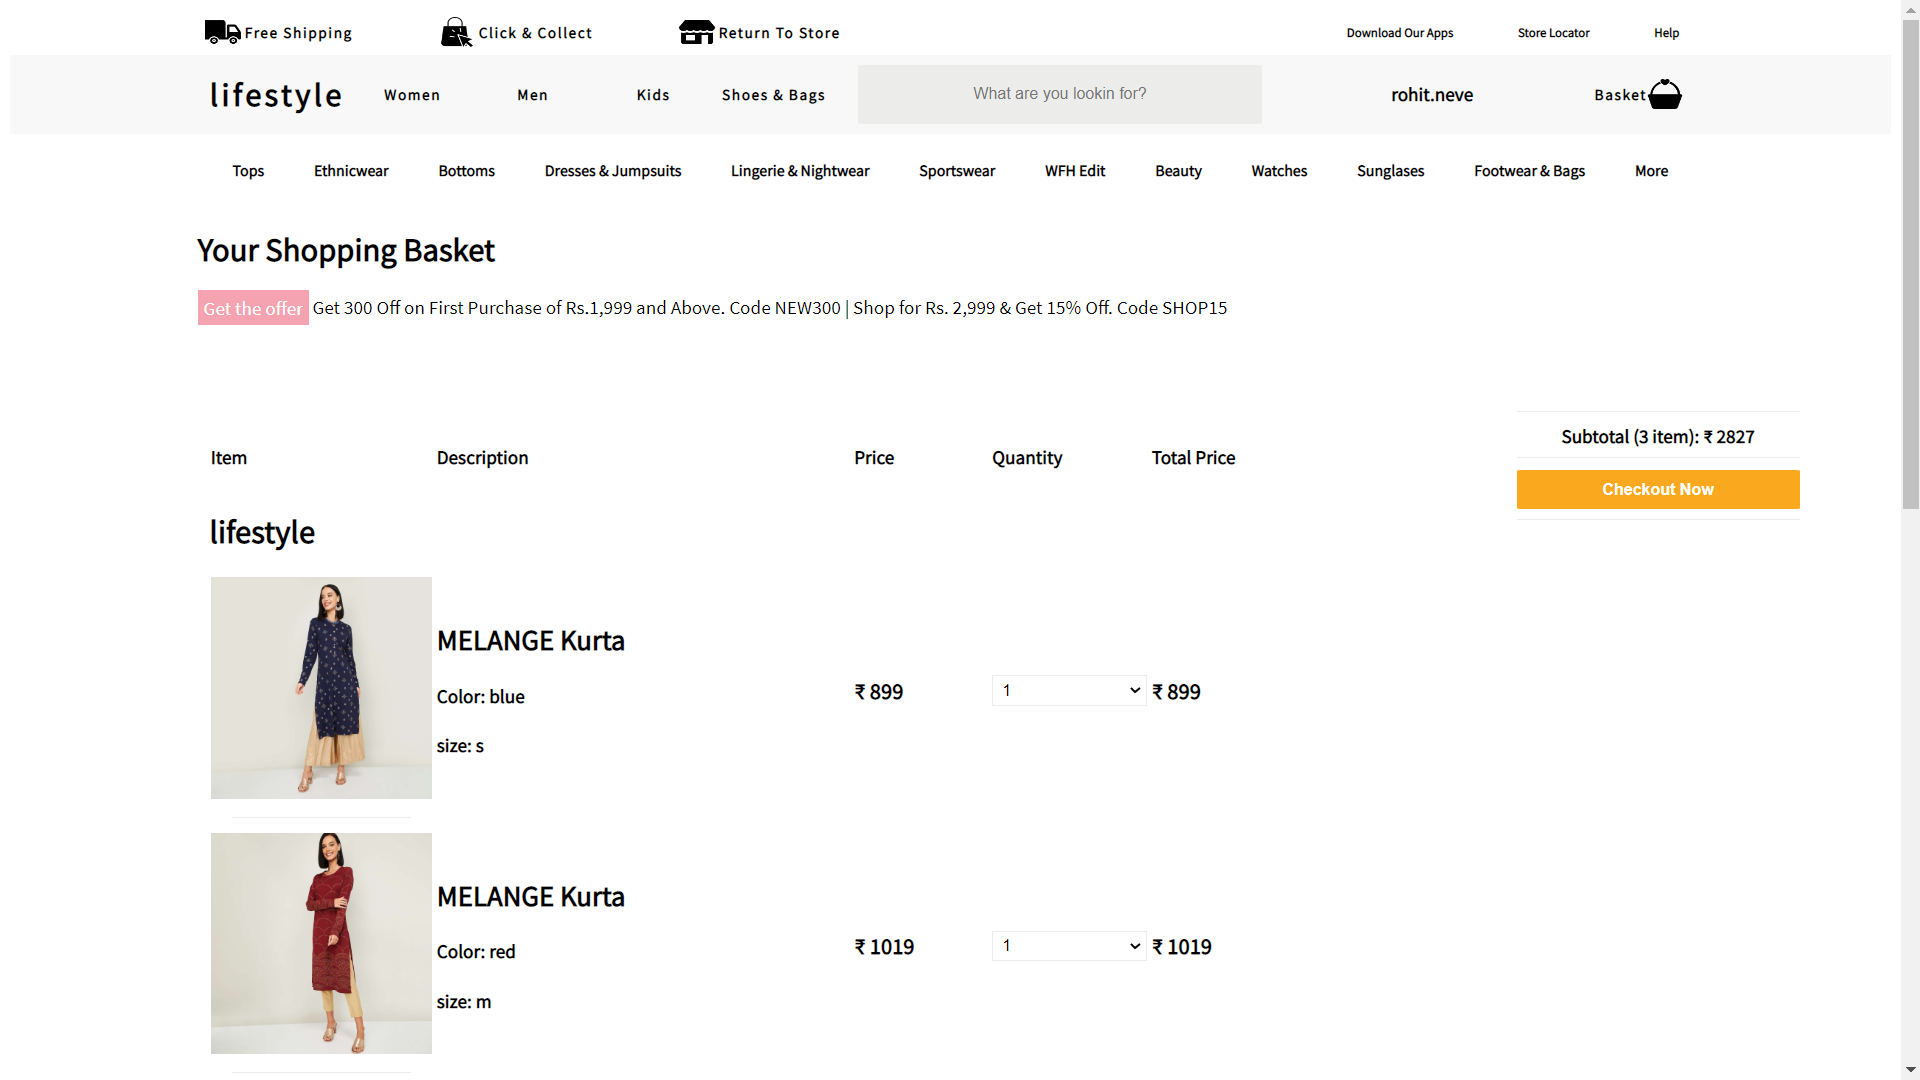 Free Shipping
Click & Collect
Return To Store
Download Our Apps
Store Locator
Help
lifestyle
Women
Men
Kids
Shoes & Bags
What are you lookin for?
rohit.neve
Basket
Tops
Ethnicwear
Bottoms
Dresses & Jumpsuits
Lingerie & Nightwear
Sportswear
WFH Edit
Beauty
Watches
Sunglases
Footwear & Bags
More
Your Shopping Basket
Get the offer Get 300 Off on First Purchase of Rs.1,999 and Above. Code NEW300 | Shop for Rs. 2,999 & Get 15% Off. Code SHOP15
Subtotal (3 item): ₹ 2827
Checkout Now
Item
Description
Price
Quantity
Total Price
lifestyle
MELANGE Kurta
Color: blue
size: s
₹ 899
1
₹ 899
MELANGE Kurta
Color: red
size: m
₹ 1019
1
₹ 1019